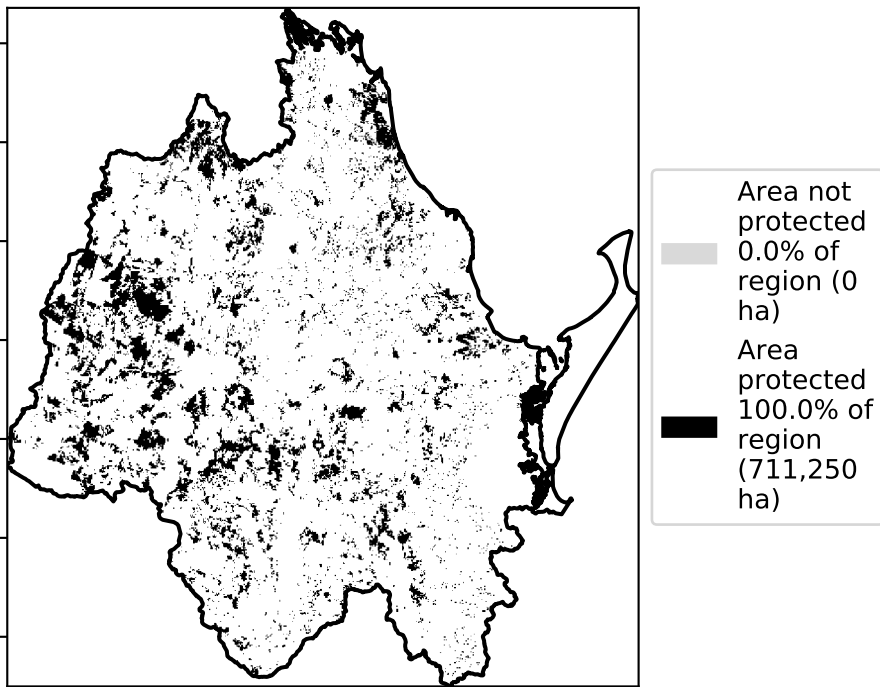 Area not
protected
0.0% of
region (0
ha)
Area
protected
100.0% of
region
(711,250
ha)